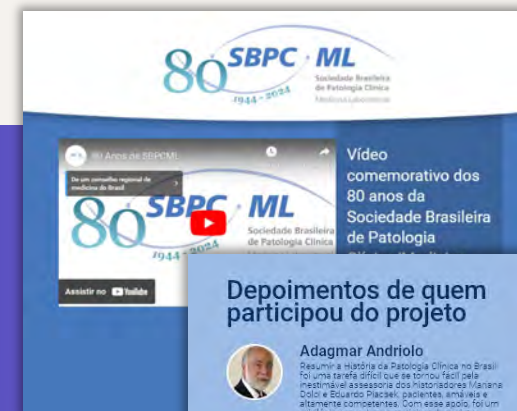 80 SBPC · ML
Sociedade Brasileira
de Patologia Clínica
Medicina Laboratorial
1944 - 2024
80 Anos da SBPCML
De um conselho regional de
medicina do Brasil
80 SBPC · ML
Sociedade Brasileira
de Patologia Clínica
1944
Assistir no YouTube
Vídeo
comemorativo dos
80 anos da
Sociedade Brasileira
de Patologia
Depoimentos de quem
participou do projeto
Adagmar Andriolo
Resumir a História da Patologia Clínica no Brasil
foi uma tarefa difícil que se tornou fácil pela
inestimável assessoria dos historiadores Mariana
Dolci e Eduardo Placsek, pacientes, amáveis e
altamente competentes. Com esse apoio, foi um